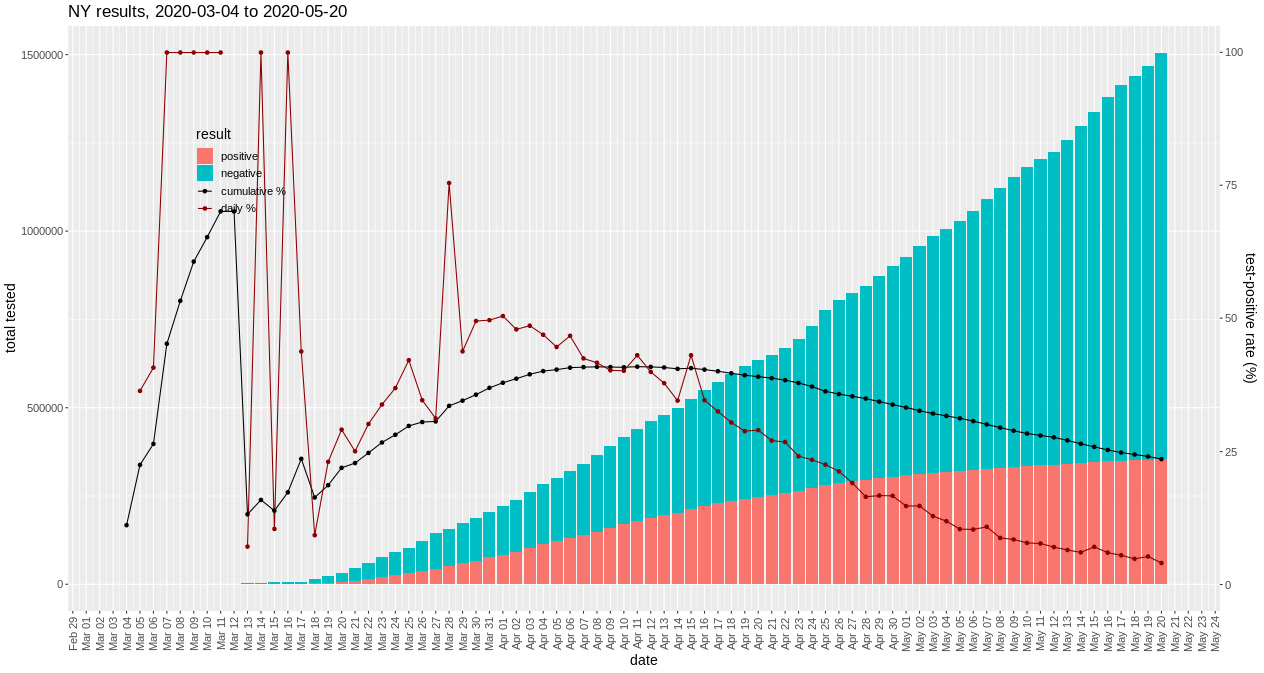 NY results, 2020-03-04 to 2020-05-20
total tested
1500000
1000000
500000
0
result
positive
negative
cumulative %
daily %
100
75
50
25
0
test-positive rate (%)
Feb 29
Mar 01
Mar 02
Mar 03
Mar 04
Mar 05
Mar 06
Mar 07
Mar 08
Mar 09
Mar 10
Mar 11
Mar 12
Mar 13
Mar 14
Mar 15
Mar 16
Mar 17
Mar 18
Mar 19
Mar 20
Mar 21
Mar 22
Mar 23
Mar 24
Mar 25
Mar 26
Mar 27
Mar 28
Mar 29
Mar 30
Mar 31
Apr 01
Apr 02
Apr 03
Apr 04
Apr 05
Apr 06
Apr 07
Apr 08
Apr 09
Apr 10
Apr 11
Apr 12
Apr 13
Apr 14
Apr 15
Apr 16
Apr 17
Apr 18
Apr 19
Apr 20
Apr 21
Apr 22
Apr 23
Apr 24
Apr 25
Apr 26
Apr 27
Apr 28
Apr 29
Apr 30
May 01
May 02
May 03
May 04
May 05
May 06
May 07
May 08
May 09
May 10
May 11
May 12
May 13
May 14
May 15
May 16
May 17
May 18
May 19
May 20
May 21
May 22
May 23
May 24
date